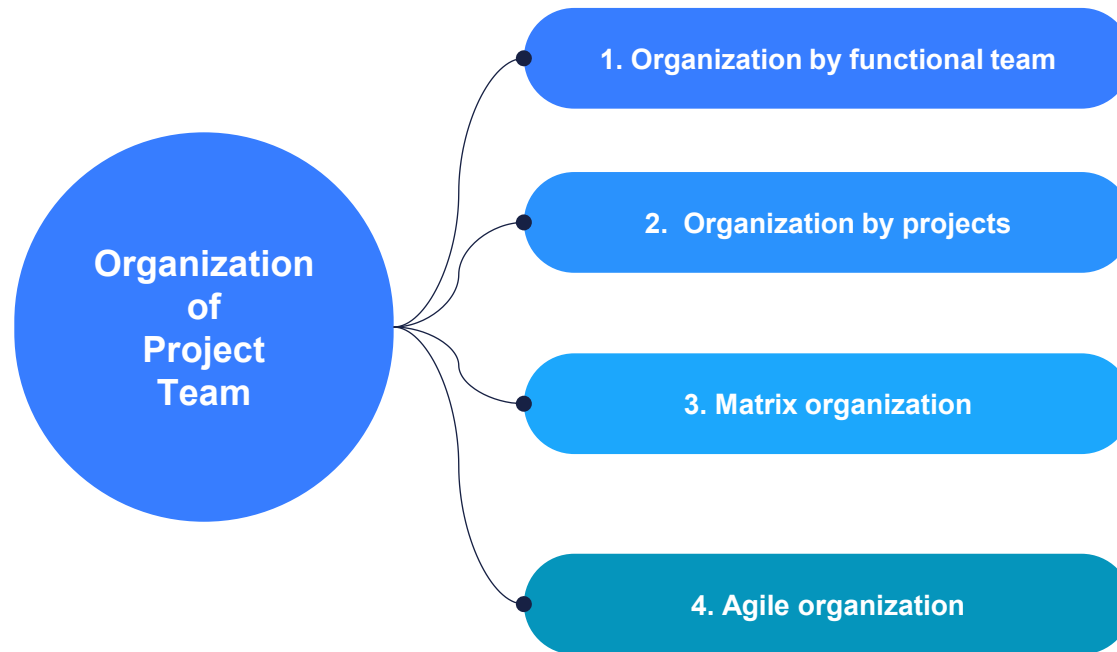 Organization
of
Project
Team
1. Organization by functional team
2.  Organization by projects
3. Matrix organization
4. Agile organization